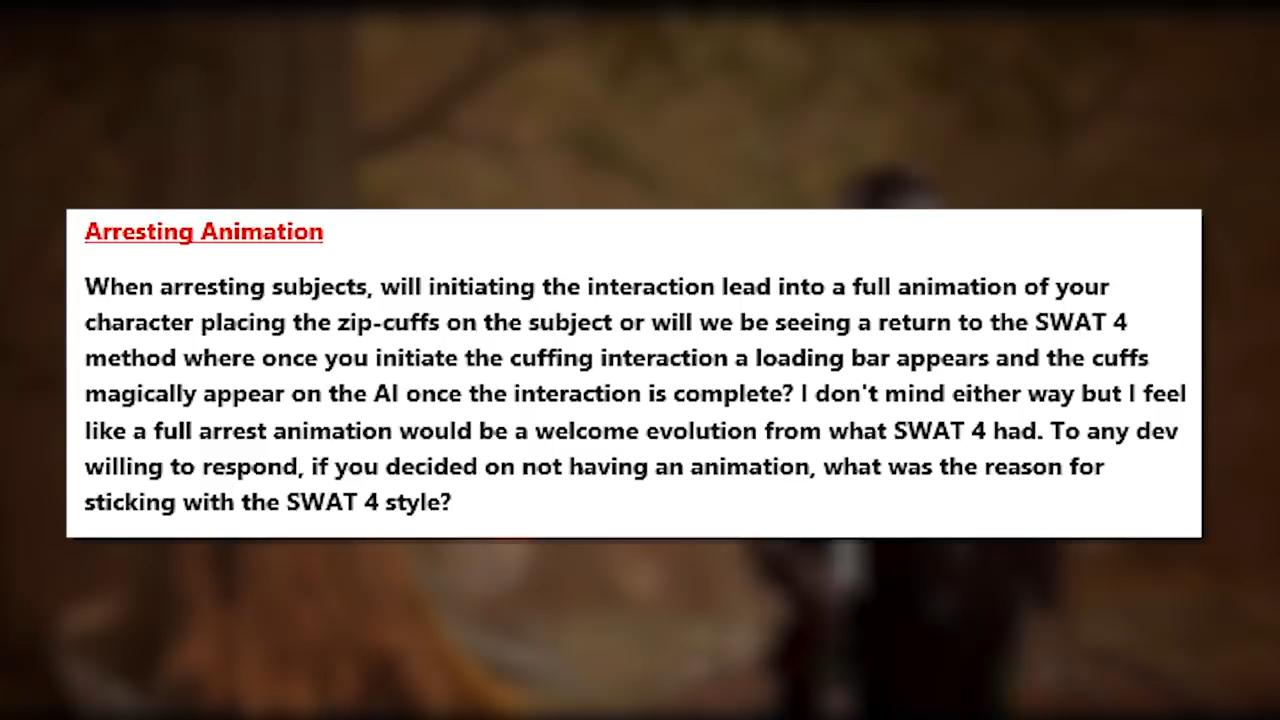 Arresting Animation
When arresting subjects, will initiating the interaction lead into a full animation of your
character placing the zip-cuffs on the subject or will we be seeing a return to the SWAT 4
method where once you initiate the cuffing interaction a loading bar appears and the cuffs
magically appear on the AI once the interaction is complete? I don't mind either way but I feel
like a full arrest animation would be a welcome evolution from what SWAT 4 had. To any dev
willing to respond, if you decided on not having an animation, what was the reason for
sticking with the SWAT 4 style?